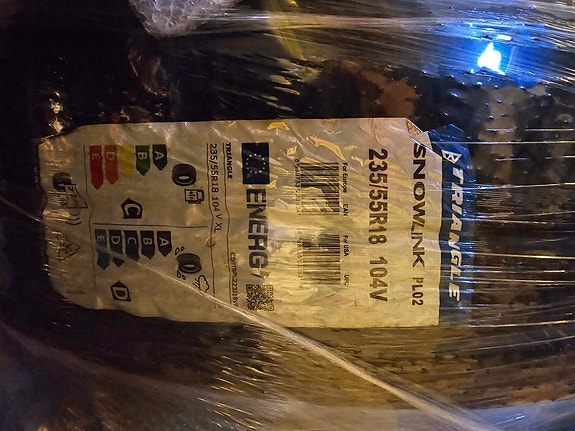 TRIANGLE
SNOWLINK PL02
235/55R18 104V
For Europe EAN
For USA UPC
ENERG
TRIANGLE
235/55R18 104 V XL
A
B
D
E
C
A
B
C
D
E
D